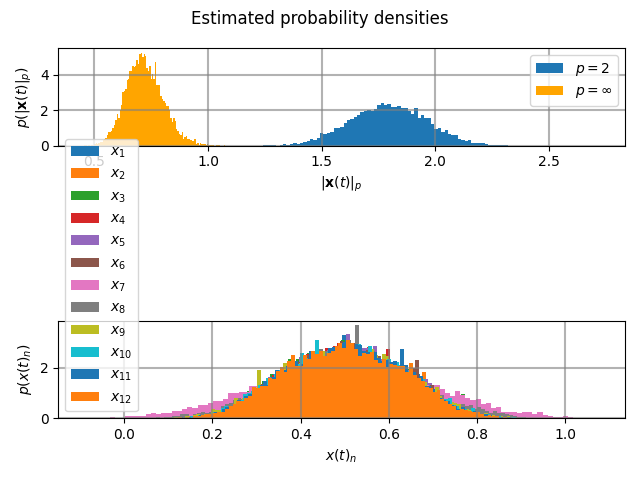 Estimated probability densities
p(|x(t)|_p)
4
2
0
p = 2
p = ∞
0.5 1.0 1.5 2.0 2.5
|x(t)|_p
x_1
x_2
x_3
x_4
x_5
x_6
x_7
x_8
x_9
x_10
x_11
x_12
p(x(t)_n)
2
0
0.0 0.2 0.4 0.6 0.8 1.0
x(t)_n